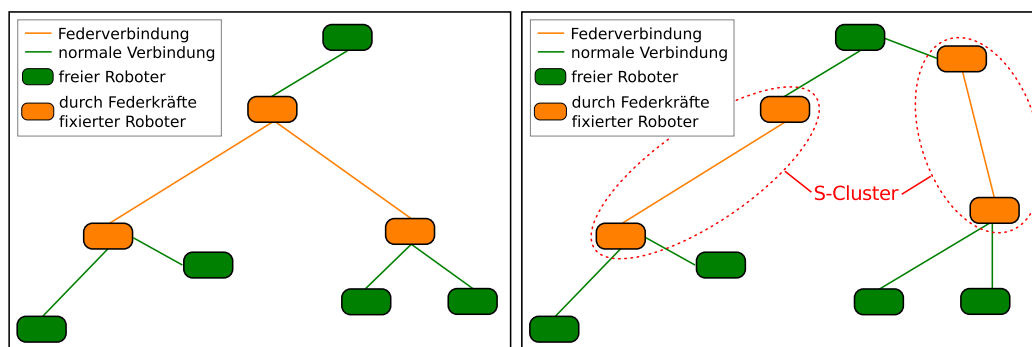 Federverbindung
normale Verbindung
freier Roboter
durch Federkräfte
fixierter Roboter
Federverbindung
normale Verbindung
freier Roboter
durch Federkräfte
fixierter Roboter
S-Cluster